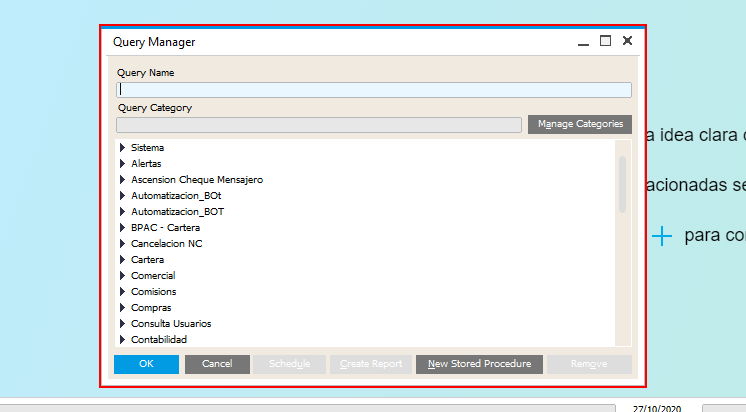 Query Manager
Query Name
Query Category
Manage Categories
Sistema
Alertas
Ascension Cheque Mensajero
Automatizacion_BOt
Automatizacion_BOT
BPAC - Cartera
Cancelacion NC
Cartera
Comercial
Comisions
Compras
Consulta Usuarios
Contabilidad
OK Cancel Schedule Create Report New Stored Procedure Remove
a idea clara
acionadas se
para co
27/10/2020